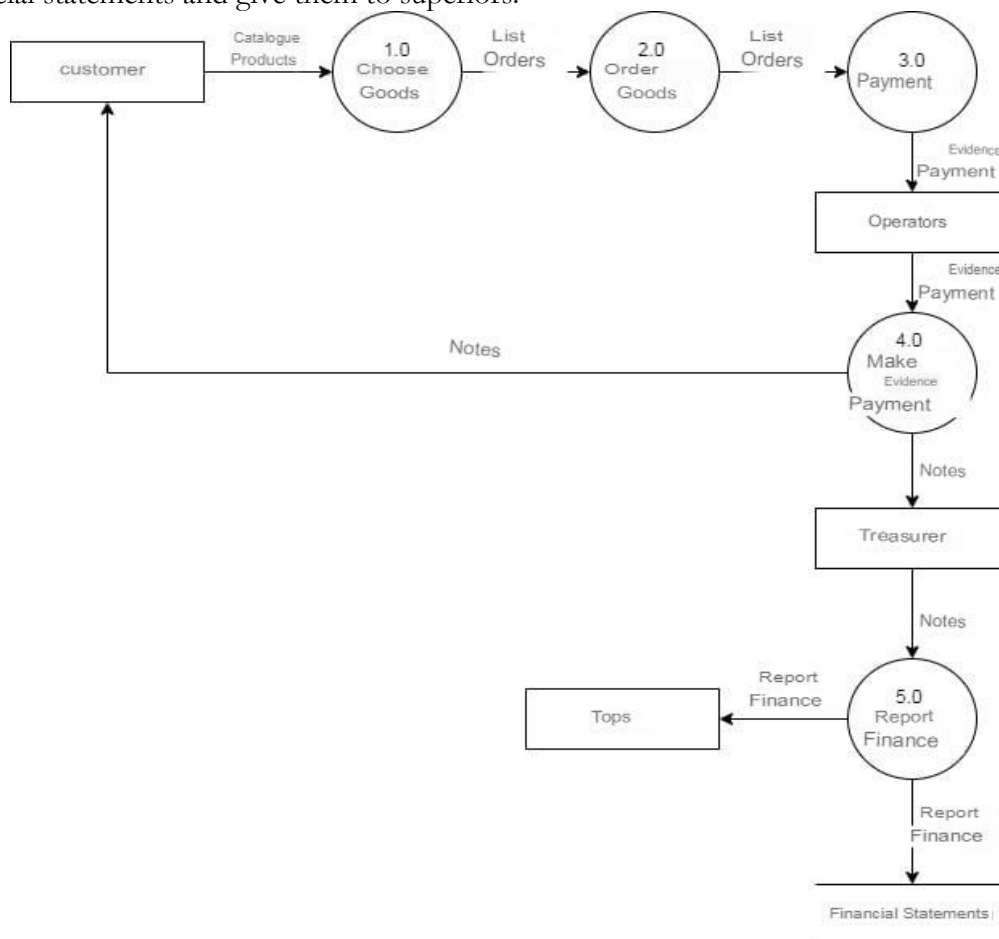 cial statements and give them to superiors.
customer
Catalogue
Products
1.0
Choose
Goods
List
Orders
2.0
Order
Goods
List
Orders
3.0
Payment
Evidence
Payment
Operators
Evidence
Payment
4.0
Make
Evidence
Payment
Notes
Notes
Treasurer
Notes
5.0
Report
Finance
Report
Finance
Tops
Report
Finance
Financial Statements